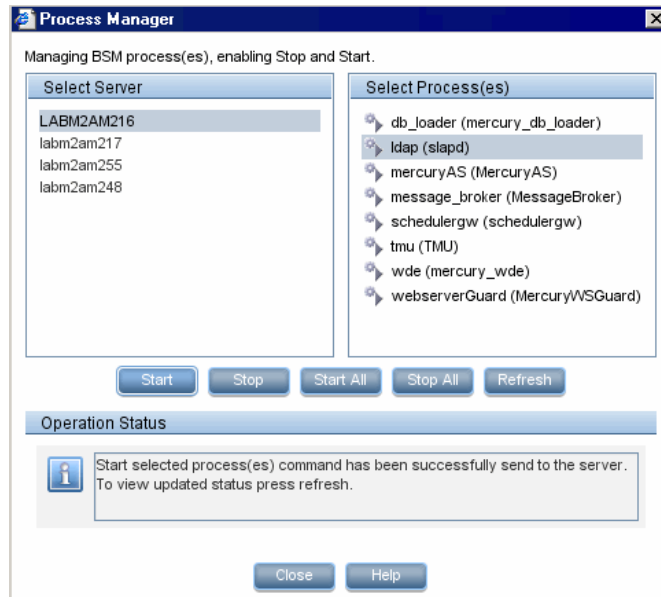 Process Manager
Managing BSM process(es), enabling Stop and Start.
Select Server
LABM2AM216
labm2am217
labm2am255
labm2am248
Select Process(es)
db_loader (mercury_db_loader)
ldap (slapd)
mercuryAS (MercuryAS)
message_broker (MessageBroker)
schedulergw (schedulergw)
tmu (TMU)
wde (mercury_wde)
webserverGuard (MercuryWSGuard)
Start Stop Start All Stop All Refresh
Operation Status
Start selected process(es) command has been successfully send to the server.
To view updated status press refresh.
Close Help